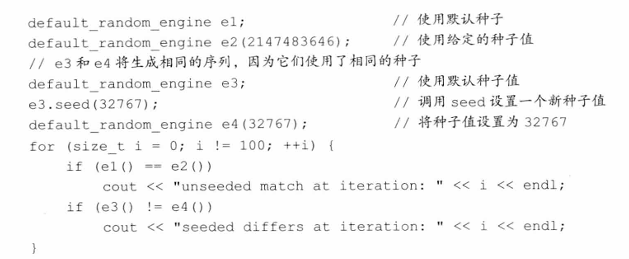 default_random_engine e1;                // 使用默认种子
default_random_engine e2(2147483646);    // 使用给定的种子值
// e3 和 e4 将生成相同的序列，因为它们使用了相同的种子
default_random_engine e3;                // 使用默认种子值
e3.seed(32767);                          // 调用 seed 设置一个新种子值
default_random_engine e4(32767);         // 将种子值设置为 32767
for (size_t i = 0; i != 100; ++i) {
    if (e1() == e2())
        cout << "unseeded match at iteration: " << i << endl;
    if (e3() != e4())
        cout << "seeded differs at iteration: " << i << endl;
}